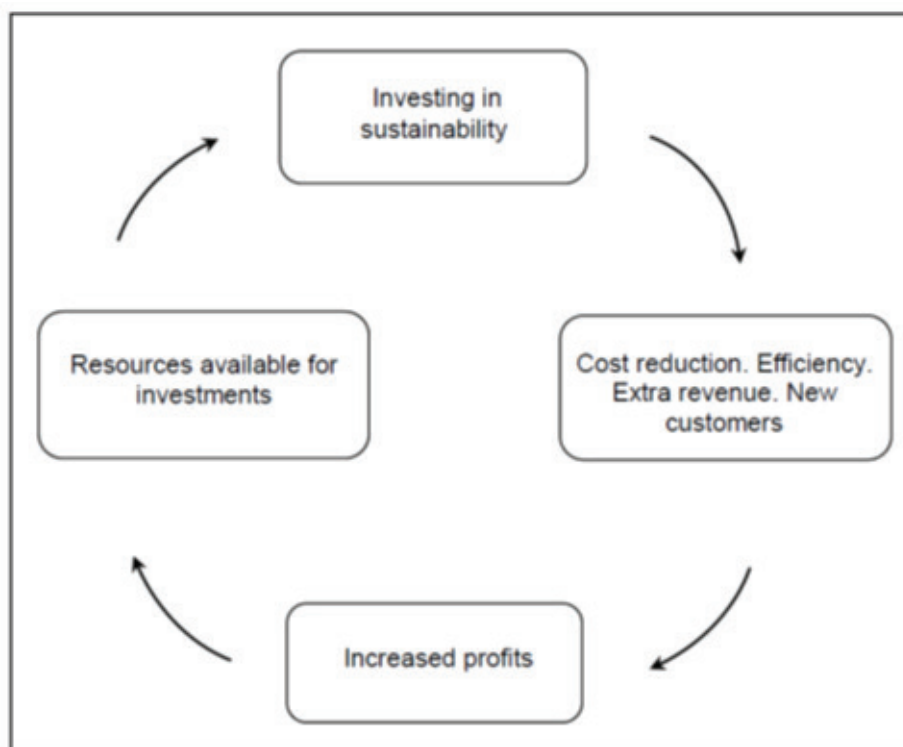 Investing in
sustainability
Resources available for
investments
Cost reduction. Efficiency.
Extra revenue. New
customers
Increased profits